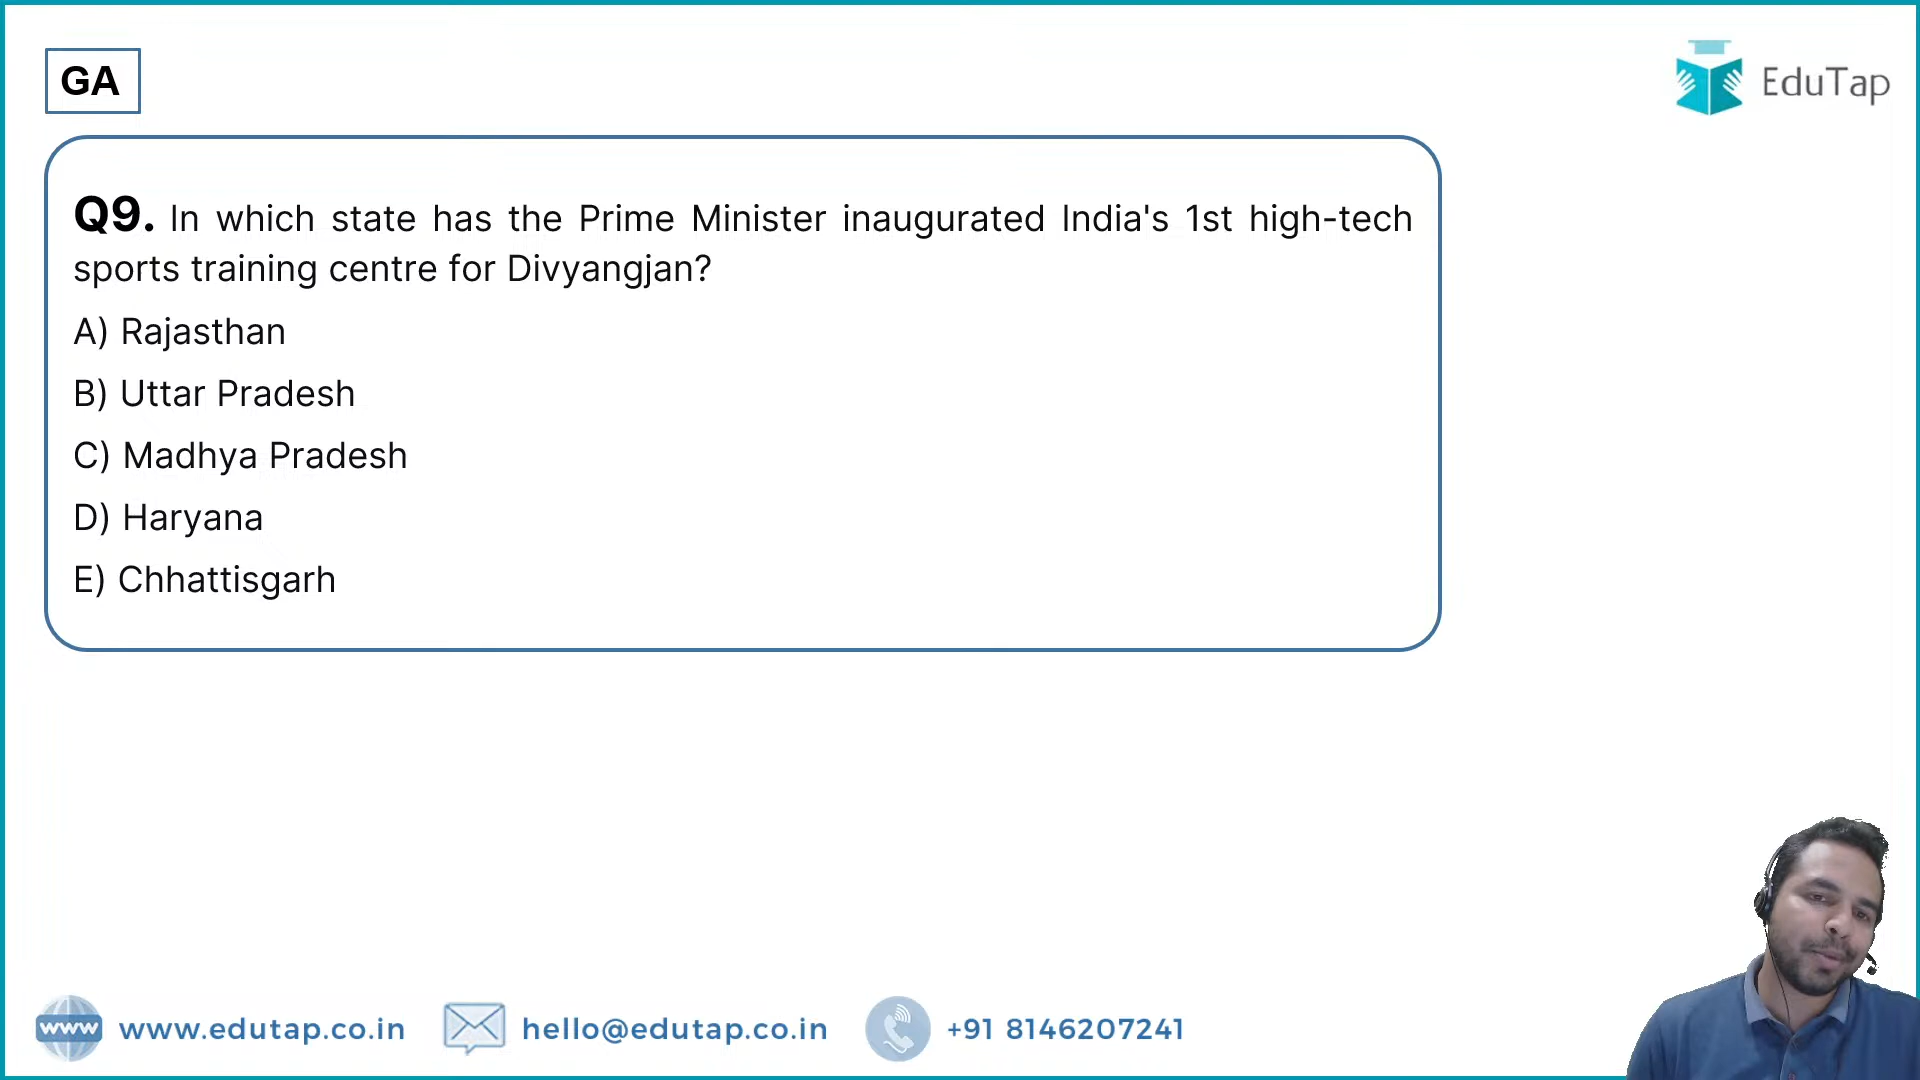 GA
EduTap
Q9. In which state has the Prime Minister inaugurated India's 1st high-tech
sports training centre for Divyangjan?
A) Rajasthan
B) Uttar Pradesh
C) Madhya Pradesh
D) Haryana
E) Chhattisgarh
www www.edutap.co.in hello@edutap.co.in +91 8146207241